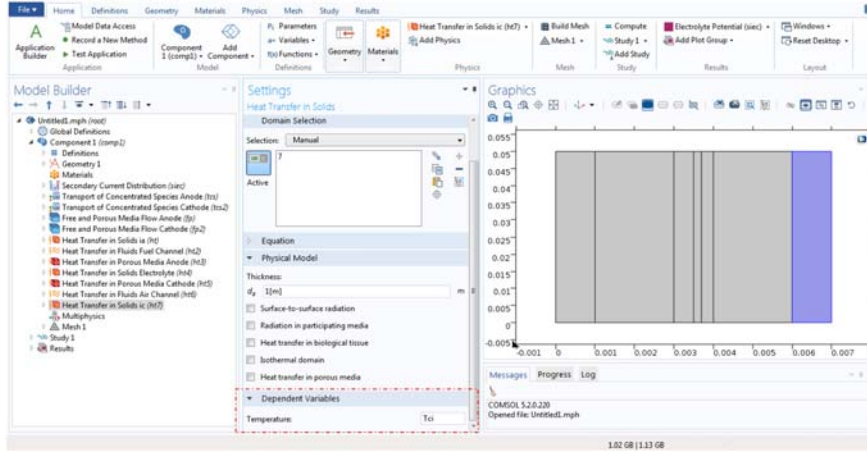 File Home Definitions Geometry Materials Physics Mesh Study Results
Application Builder
Model Data Access
Record a New Method
Test Application
Application
Component 1 (comp1)
Add Component
Model
Pi Parameters
a= Variables
f(x) Functions
Definitions
Geometry
Materials
Heat Transfer in Solids ic (ht7)
Add Physics
Physics
Build Mesh
Mesh 1
Mesh
Compute
Study 1
Add Study
Study
Electrolyte Potential (siec)
Add Plot Group
Results
Windows
Reset Desktop
Layout
Model Builder
Untitled1.mph (root)
Global Definitions
Component 1 (comp1)
Definitions
Geometry 1
Materials
Secondary Current Distribution (siec)
Transport of Concentrated Species Anode (tcs)
Transport of Concentrated Species Cathode (tcs2)
Free and Porous Media Flow Anode (fp)
Free and Porous Media Flow Cathode (fp2)
Heat Transfer in Solids ia (ht)
Heat Transfer in Fluids Fuel Channel (ht2)
Heat Transfer in Porous Media Anode (ht3)
Heat Transfer in Solids Electrolyte (ht4)
Heat Transfer in Porous Media Cathode (ht5)
Heat Transfer in Fluids Air Channel (ht6)
Heat Transfer in Solids ic (ht7)
Multiphysics
Mesh 1
Study 1
Results
Settings
Heat Transfer in Solids
Domain Selection
Selection: Manual
Active
7
Equation
Physical Model
Thickness:
dz 1[m] m
Surface-to-surface radiation
Radiation in participating media
Heat transfer in biological tissue
Isothermal domain
Heat transfer in porous media
Dependent Variables
Temperature: Tci
Graphics
0.055
0.05
0.045
0.04
0.035
0.03
0.025
0.02
0.015
0.01
0.005
0
-0.005
-0.001 0 0.001 0.002 0.003 0.004 0.005 0.006 0.007
Messages Progress Log
COMSOL 5.2.0.220
Opened file: Untitled1.mph
1.02 GB | 1.13 GB